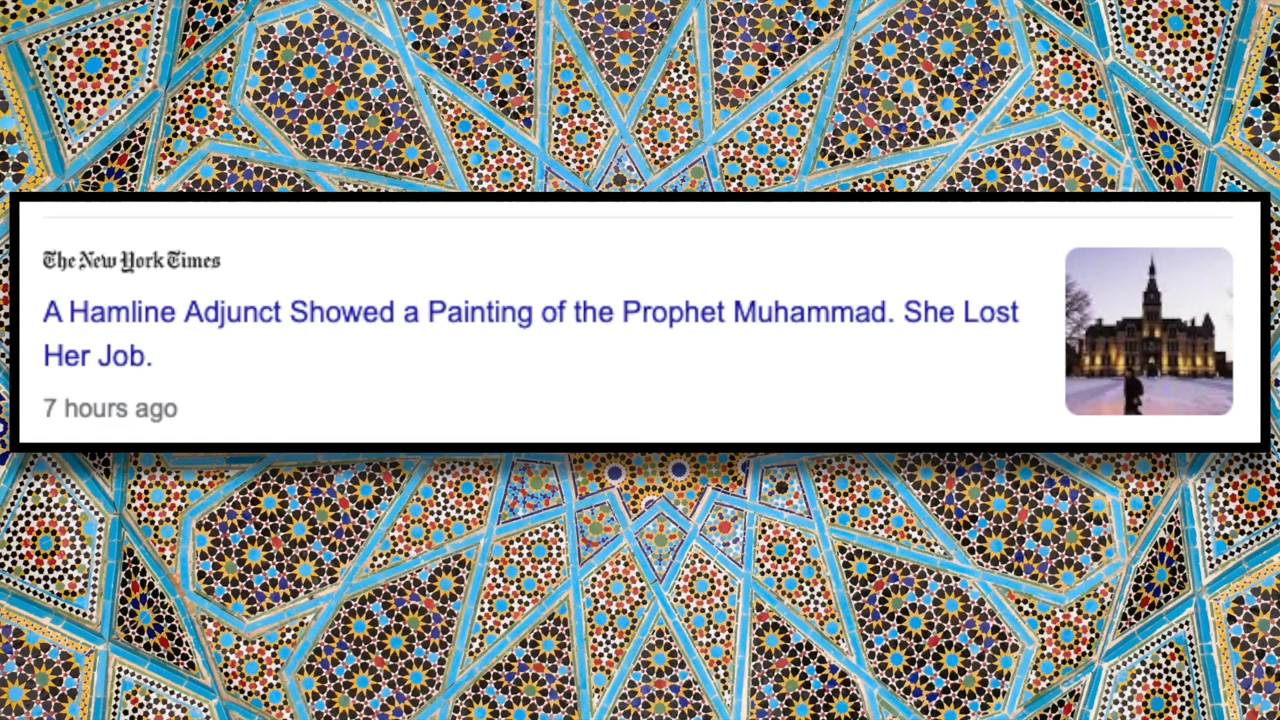 The New York Times
A Hamline Adjunct Showed a Painting of the Prophet Muhammad. She Lost
Her Job.
7 hours ago